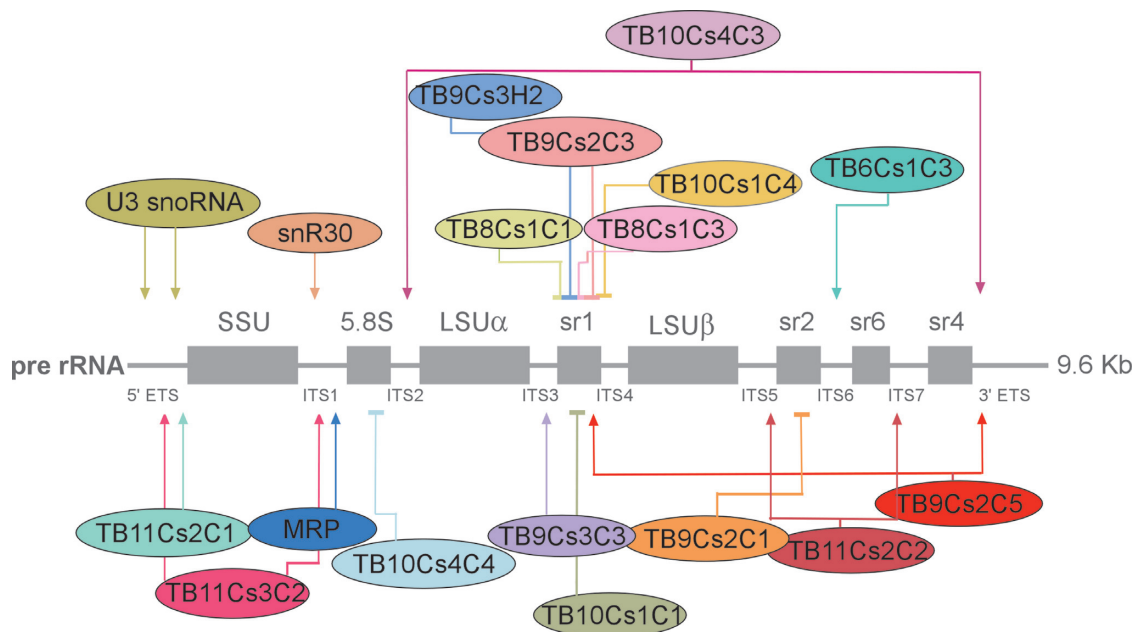 TB10Cs4C3
TB9Cs3H2
TB9Cs2C3
TB6Cs1C3
TB10Cs1C4
U3 snoRNA
snR30
TB8Cs1C1
TB8Cs1C3
SSU
5.8S
LSUα
sr1
LSUβ
sr2
sr6
sr4
pre rRNA
9.6 Kb
5' ETS
ITS1
ITS2
ITS3
ITS4
ITS5
ITS6
ITS7
3' ETS
TB9Cs2C5
TB11Cs2C1
MRP
TB9Cs3C3
TB9Cs2C1
TB11Cs2C2
TB10Cs4C4
TB11Cs3C2
TB10Cs1C1